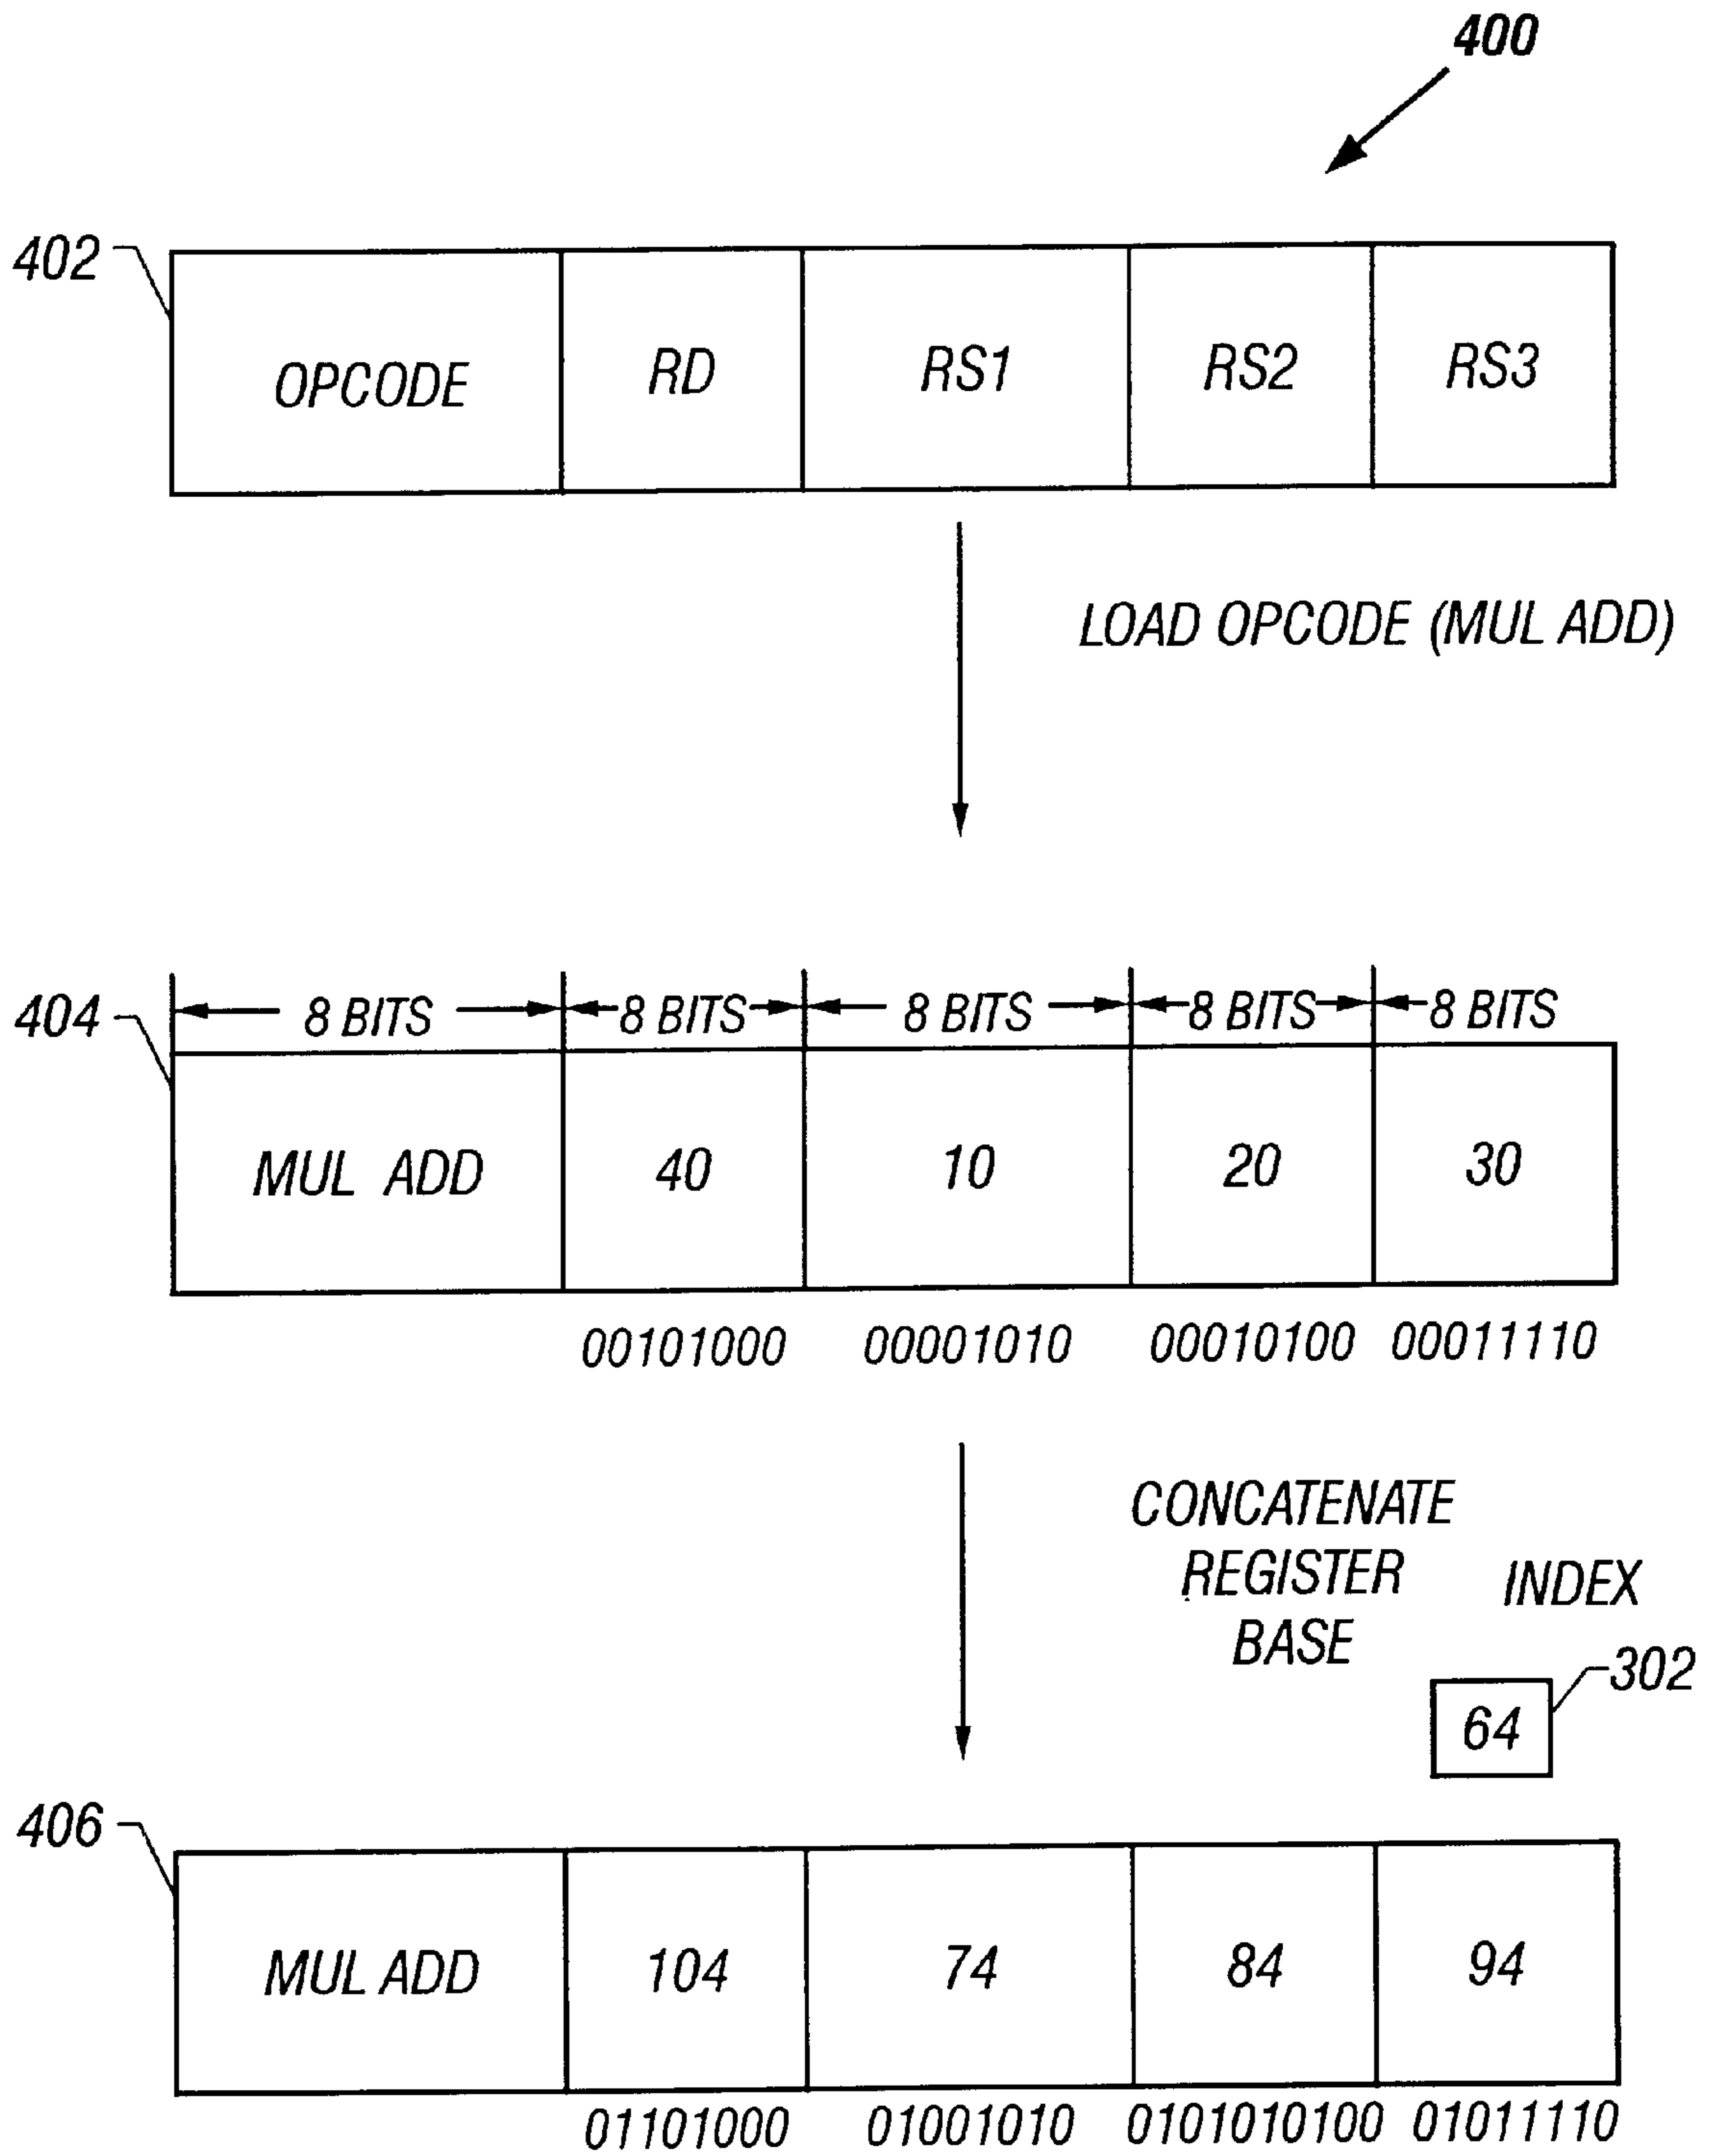 400
402
OPCODE RD RS1 RS2 RS3
LOAD OPCODE (MUL ADD)
404
8 BITS 8 BITS 8 BITS 8 BITS 8 BITS
MUL ADD 40 10 20 30
00101000 00001010 00010100 00011110
CONCATENATE
REGISTER
BASE
INDEX
302
64
406
MUL ADD 104 74 84 94
01101000 01001010 0101010100 01011110